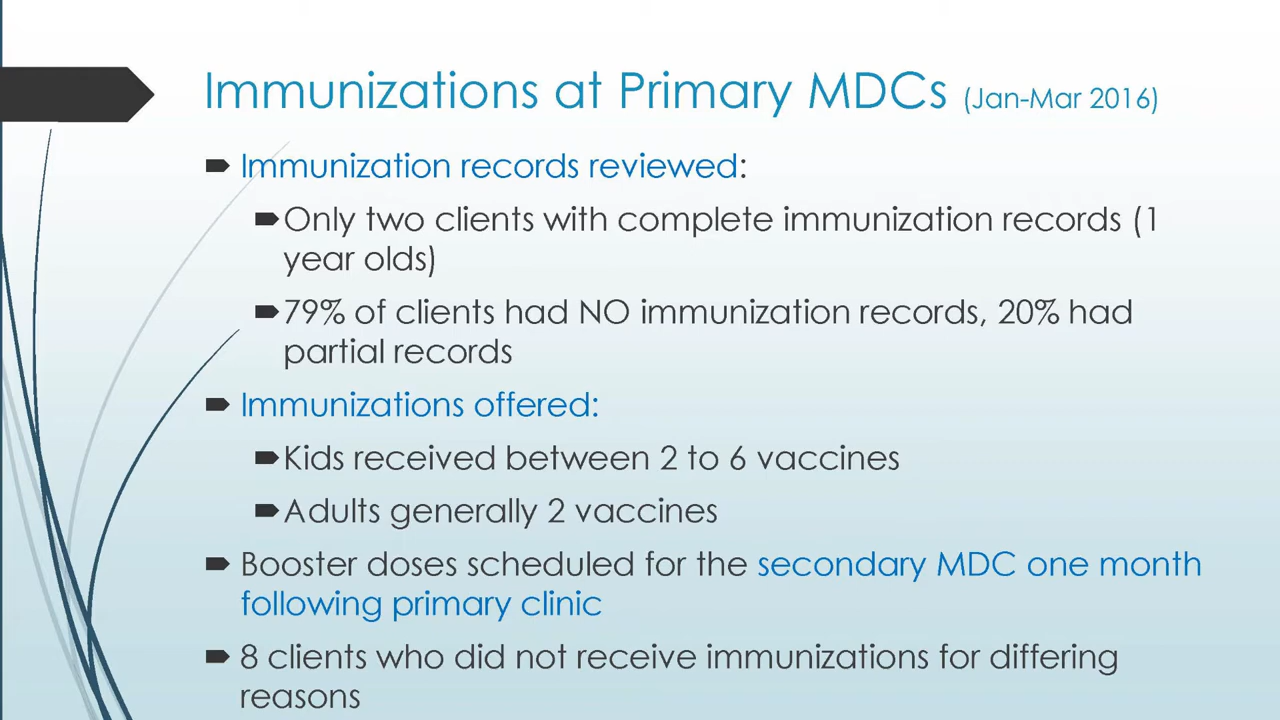 Immunizations at Primary MDCs (Jan-Mar 2016)
Immunization records reviewed:
Only two clients with complete immunization records (1
year olds)
79% of clients had NO immunization records, 20% had
partial records
Immunizations offered:
Kids received between 2 to 6 vaccines
Adults generally 2 vaccines
Booster doses scheduled for the secondary MDC one month
following primary clinic
8 clients who did not receive immunizations for differing
reasons